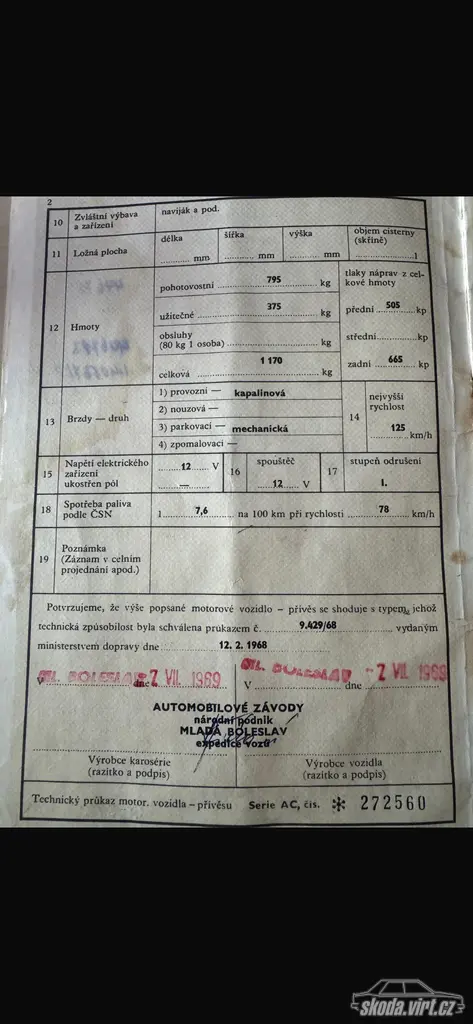 2
10 Zvláštní výbava a zařízení naviják a pod.
11 Ložná plocha délka mm šířka mm výška mm objem cisterny (skříně) l
12 Hmoty
pohotovostní 795 kg
užitečné 375 kg
obsluhy (80 kg 1 osoba) kg
celková 1 170 kg
tlaky náprav z cel-
kové hmoty
přední 505 kp
střední kp
zadní 665 kp
13 Brzdy — druh
1) provozní — kapalinová
2) nouzová —
3) parkovací — mechanická
4) zpomalovací —
14 nejvyšší rychlost
125 km/h
15 Napětí elektrického zařízení 12 V
ukostřen pól —
16 spouštěč 12 V
17 stupeň odrušení I.
18 Spotřeba paliva podle ČSN
l 7,6 na 100 km při rychlosti 78 km/h
19 Poznámka
(Záznam v celním
projednání apod.)
Potvrzujeme, že výše popsané motorové vozidlo – přívěs se shoduje s typem, jehož
technická způsobilost byla schválena průkazem č. 9.429/68 vydaným
ministerstvem dopravy dne 12. 2. 1968
V ML. BOLESLAV dne -7. VII. 1969 V ML. BOLESLAV dne -7. VII. 1969
AUTOMOBILOVÉ ZÁVODY
národní podnik
MLADÁ BOLESLAV
expedice vozů
Výrobce karosérie Výrobce vozidla
(razítko a podpis) (razítko a podpis)
Technický průkaz motor. vozidla – přívěsu Serie AC, čís. ✻ 272560
skoda.virt.cz